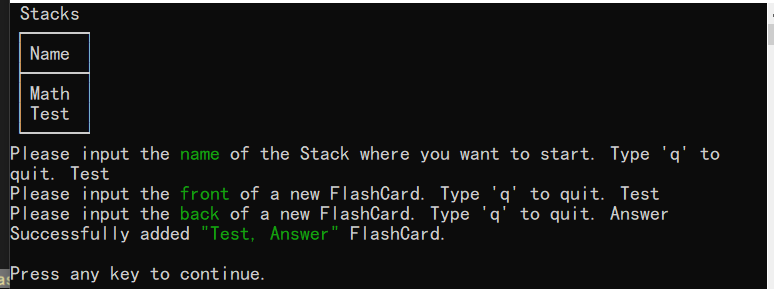 Stacks
Name
Math
Test
Please input the name of the Stack where you want to start. Type 'q' to
quit. Test
Please input the front of a new FlashCard. Type 'q' to quit. Test
Please input the back of a new FlashCard. Type 'q' to quit. Answer
Successfully added "Test, Answer" FlashCard.
Press any key to continue.